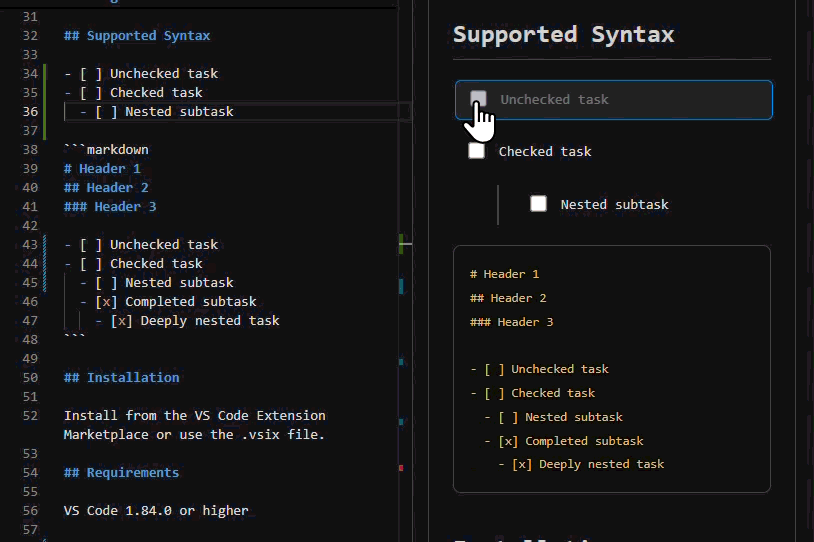 31
32 ## Supported Syntax
33
34 - [ ] Unchecked task
35 - [ ] Checked task
36   - [ ] Nested subtask
37
38 ```markdown
39 # Header 1
40 ## Header 2
41 ### Header 3
42
43 - [ ] Unchecked task
44 - [ ] Checked task
45   - [ ] Nested subtask
46   - [x] Completed subtask
47     - [x] Deeply nested task
48 ```
49
50 ## Installation
51
52 Install from the VS Code Extension
Marketplace or use the .vsix file.
53
54 ## Requirements
55
56 VS Code 1.84.0 or higher
57
Supported Syntax
Unchecked task
Checked task
Nested subtask
# Header 1
## Header 2
### Header 3
- [ ] Unchecked task
- [ ] Checked task
  - [ ] Nested subtask
  - [x] Completed subtask
    - [x] Deeply nested task